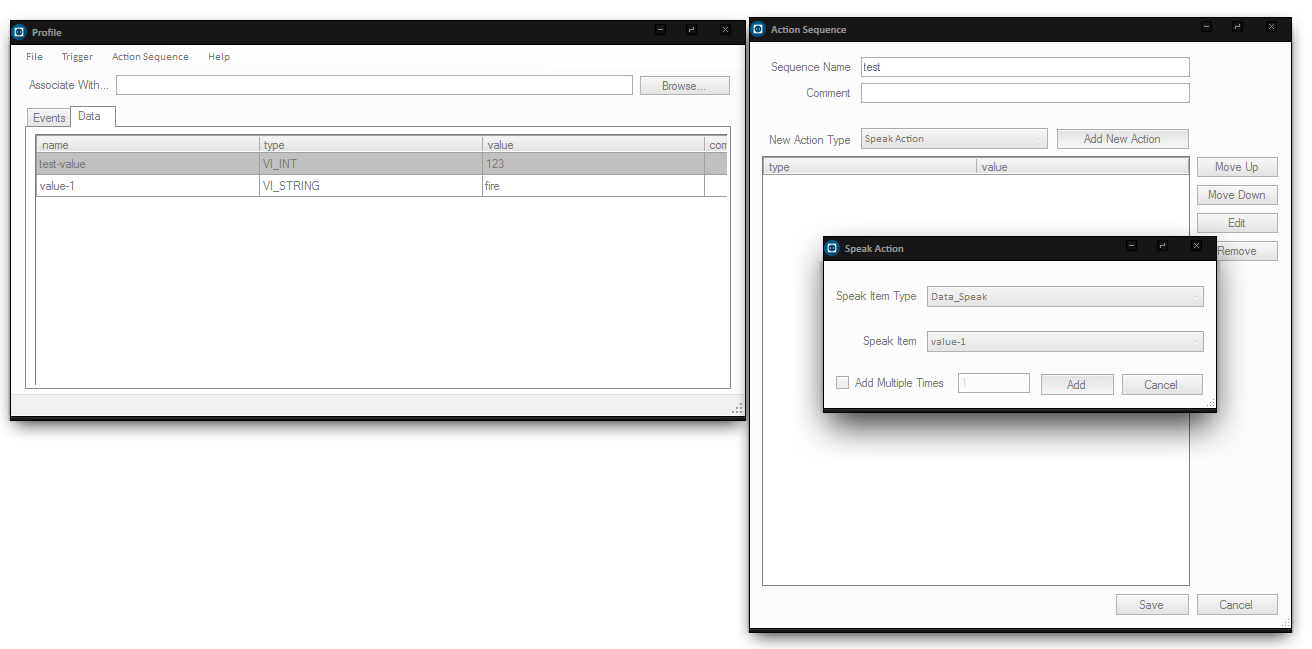 Profile
File Trigger Action Sequence Help
Associate With... Browse...
Events Data
name type value com
test-value VI_INT 123
value-1 VI_STRING fire
Action Sequence
Sequence Name test
Comment
New Action Type Speak Action Add New Action
type value
Move Up
Move Down
Edit
Remove
Speak Action
Speak Item Type Data_Speak
Speak Item value-1
Add Multiple Times 1 Add Cancel
Save Cancel